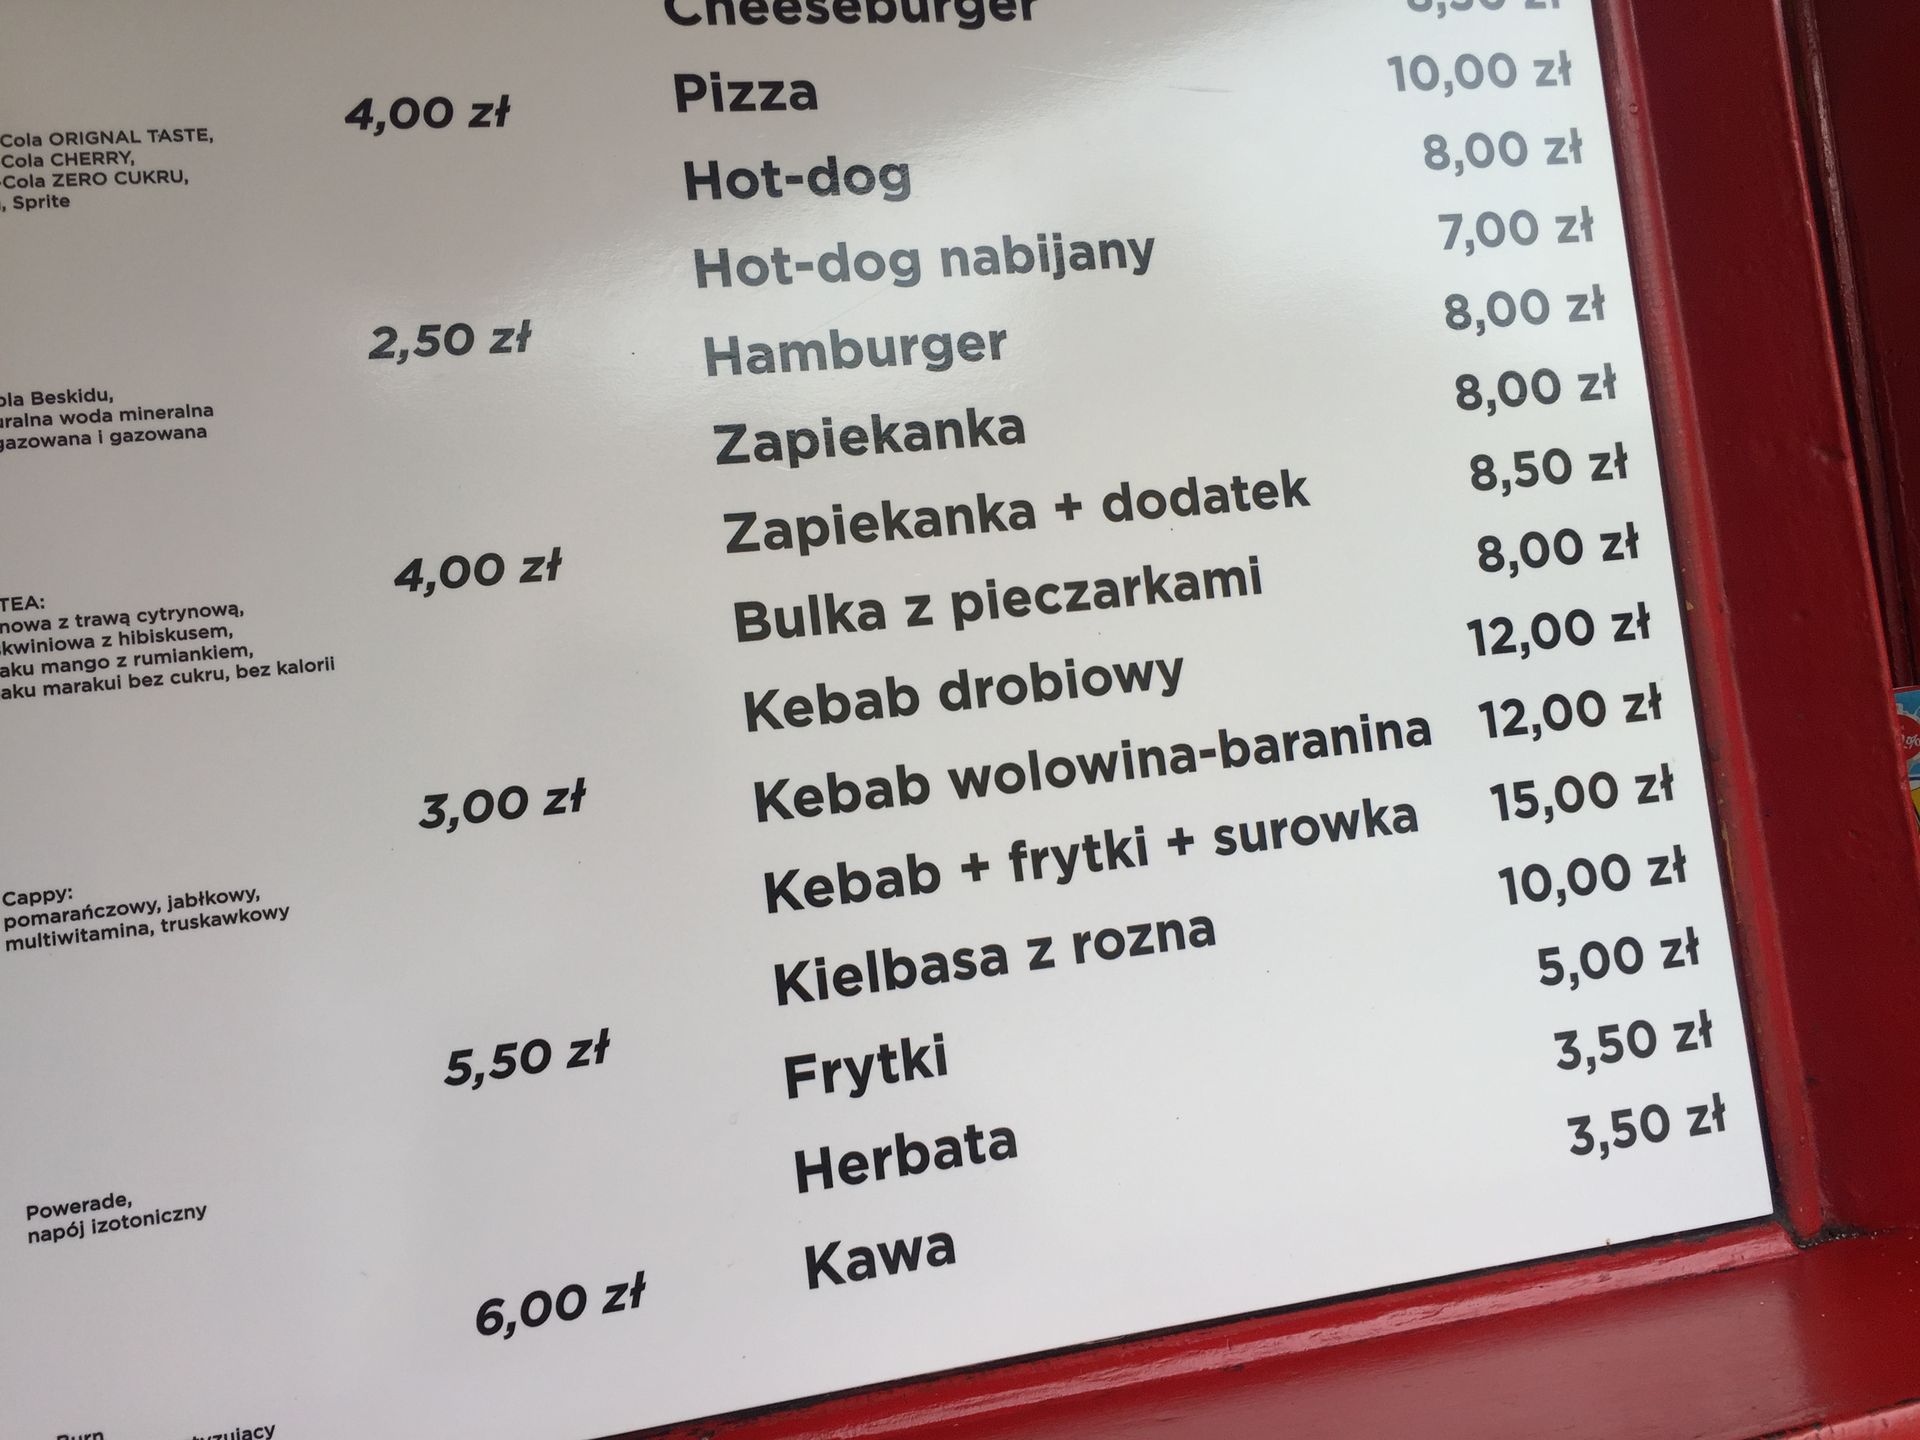 4,00 zł
Cola ORIGNAL TASTE,
Cola CHERRY,
-Cola ZERO CUKRU,
, Sprite
2,50 zł
Beskidu,
woda mineralna
gazowana i gazowana
4,00 zł
TEA:
z trawą cytrynową,
z hibiskusem,
mango z rumiankiem,
marakui bez cukru, bez kalorii
3,00 zł
Cappy:
pomarańczowy, jabłkowy,
multiwitamina, truskawkowy
5,50 zł
Powerade,
napój izotoniczny
6,00 zł
Burn
Cheeseburger 8,50 zł
Pizza 10,00 zł
Hot-dog 8,00 zł
Hot-dog nabijany 7,00 zł
Hamburger 8,00 zł
Zapiekanka 8,00 zł
Zapiekanka + dodatek 8,50 zł
Bulka z pieczarkami 8,00 zł
Kebab drobiowy 12,00 zł
Kebab wolowina-baranina 12,00 zł
Kebab + frytki + surowka 15,00 zł
Kielbasa z rozna 10,00 zł
Frytki 5,00 zł
Herbata 3,50 zł
Kawa 3,50 zł